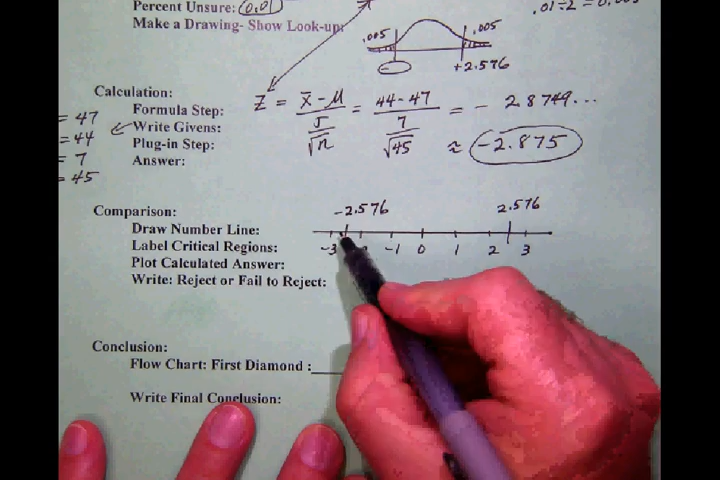 Percent Unsure: 0.01
.01÷2 = 0.005
Make a Drawing- Show Look-up:
.005 .005
- +2.576
Calculation:
Formula Step:
Write Givens:
Plug-in Step:
Answer:
= 47
= 44
= 7
= 45
Z = x̄ - μ / σ/√n = 44-47 / 7/√45 = - 2.8749...
≈ -2.875
Comparison:
Draw Number Line:
Label Critical Regions:
Plot Calculated Answer:
Write: Reject or Fail to Reject:
-2.576 2.576
-3 -1 0 1 2 3
Conclusion:
Flow Chart: First Diamond :
Write Final Conclusion: